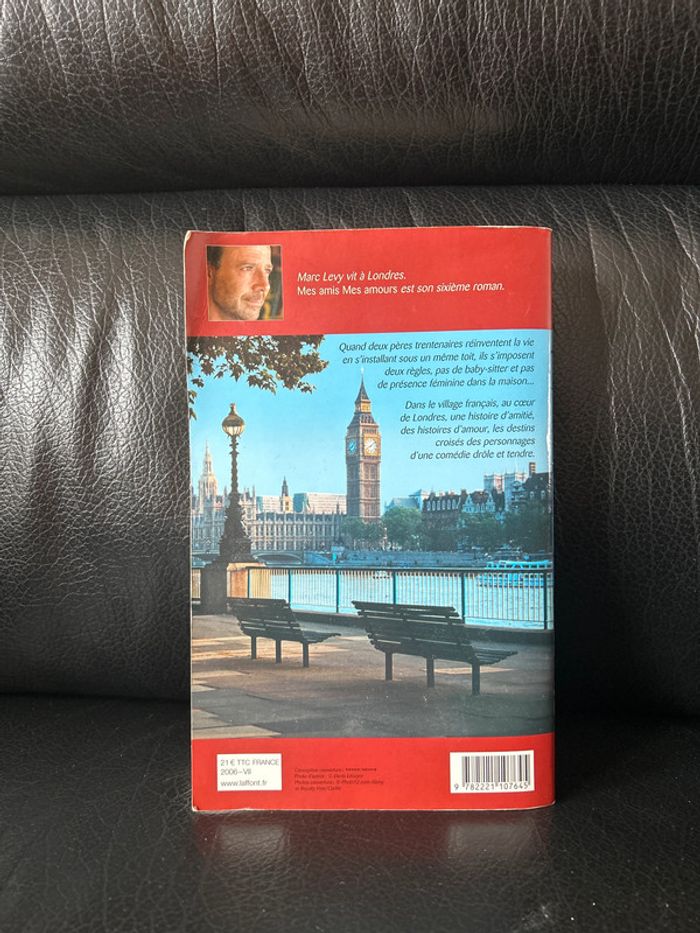 Marc Levy vit à Londres.
Mes amis Mes amours est son sixième roman.
Quand deux pères trentenaires réinventent la vie
en s'installant sous un même toit, ils s'imposent
deux règles, pas de baby-sitter et pas
de présence féminine dans la maison...
Dans le village français, au cœur
de Londres, une histoire d'amitié,
des histoires d'amour, les destins
croisés des personnages
d'une comédie drôle et tendre.
21 € TTC FRANCE
2006–VII
www.laffont.fr
Conception couverture :
9 782221 107645